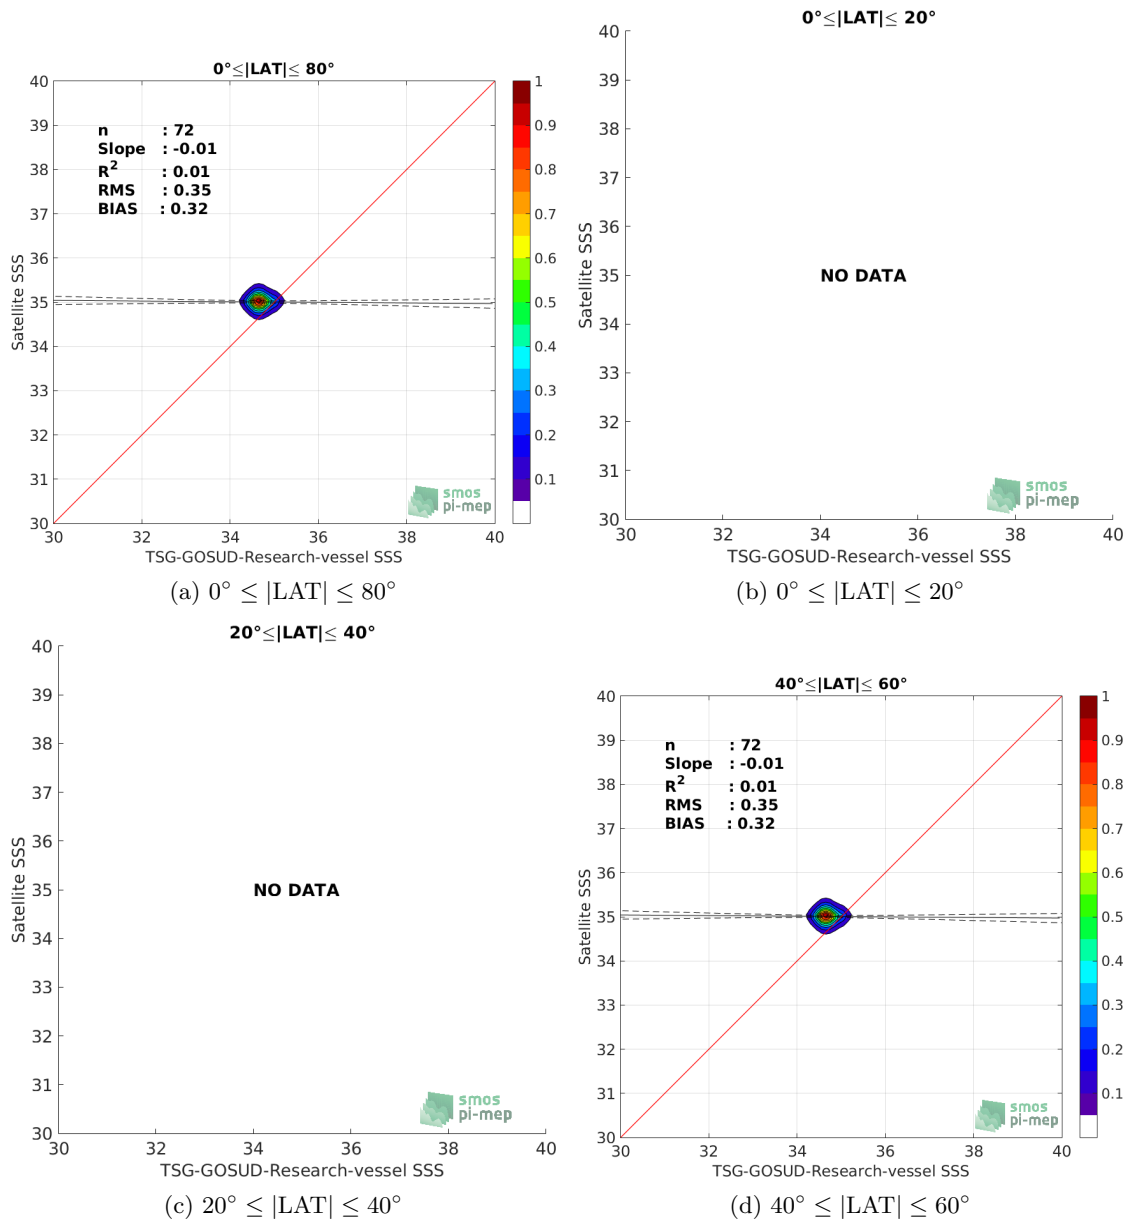 0°≤|LAT|≤ 80°
40
39
38
37
36
35
34
33
32
31
30
Satellite SSS
n : 72
Slope : -0.01
R² : 0.01
RMS : 0.35
BIAS : 0.32
smos
pi-mep
30 32 34 36 38 40
TSG-GOSUD-Research-vessel SSS
1
0.9
0.8
0.7
0.6
0.5
0.4
0.3
0.2
0.1
(a) 0° ≤ |LAT| ≤ 80°
0°≤|LAT|≤ 20°
40
39
38
37
36
35
34
33
32
31
30
Satellite SSS
NO DATA
smos
pi-mep
30 32 34 36 38 40
TSG-GOSUD-Research-vessel SSS
(b) 0° ≤ |LAT| ≤ 20°
20°≤|LAT|≤ 40°
40
39
38
37
36
35
34
33
32
31
30
Satellite SSS
NO DATA
smos
pi-mep
30 32 34 36 38 40
TSG-GOSUD-Research-vessel SSS
(c) 20° ≤ |LAT| ≤ 40°
40°≤|LAT|≤ 60°
40
39
38
37
36
35
34
33
32
31
30
Satellite SSS
n : 72
Slope : -0.01
R² : 0.01
RMS : 0.35
BIAS : 0.32
smos
pi-mep
30 32 34 36 38 40
TSG-GOSUD-Research-vessel SSS
1
0.9
0.8
0.7
0.6
0.5
0.4
0.3
0.2
0.1
(d) 40° ≤ |LAT| ≤ 60°